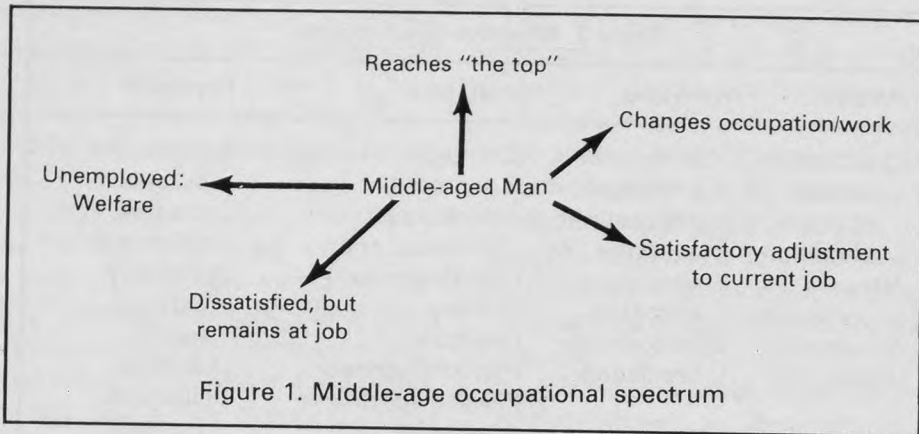 Reaches "the top"
Changes occupation/work
Unemployed:
Welfare
Middle-aged Man
Satisfactory adjustment
to current job
Dissatisfied, but
remains at job
Figure 1. Middle-age occupational spectrum